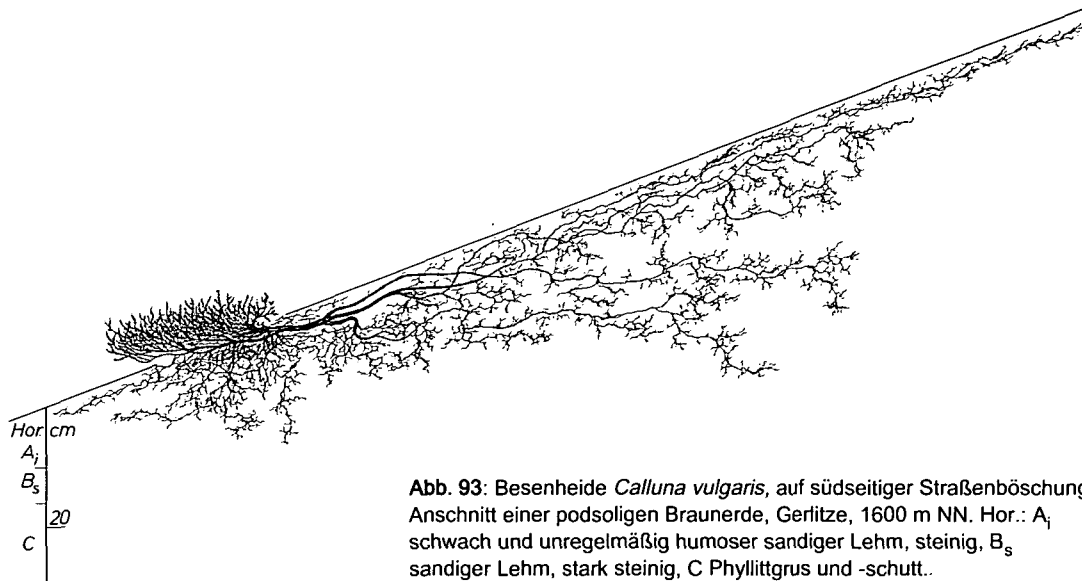 Hor. cm
A_i
B_s
20
C
Abb. 93: Besenheide Calluna vulgaris, auf südseitiger Straßenböschung
Anschnitt einer podsoligen Braunerde, Gerlitze, 1600 m NN. Hor.: A_i
schwach und unregelmäßig humoser sandiger Lehm, steinig, B_s
sandiger Lehm, stark steinig, C Phyllittgrus und -schutt..